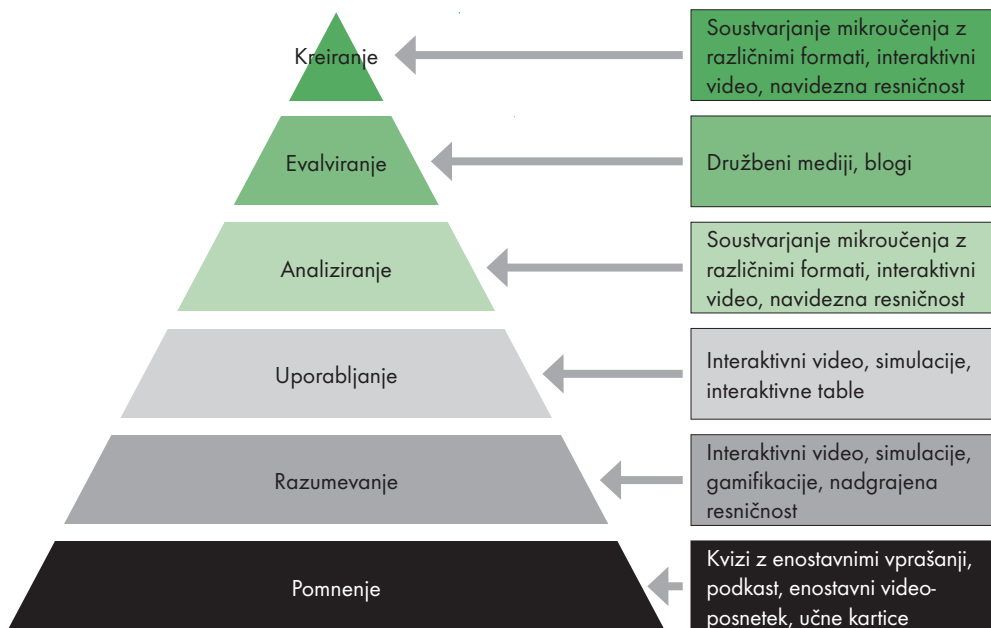 Kreiranje
Soustvarjanje mikroučenja z
različnimi formati, interaktivni
video, navidezna resničnost
Evalviranje
Družbeni mediji, blogi
Analiziranje
Soustvarjanje mikroučenja z
različnimi formati, interaktivni
video, navidezna resničnost
Uporabljanje
Interaktivni video, simulacije,
interaktivne table
Razumevanje
Interaktivni video, simulacije,
gamifikacije, nadgrajena
resničnost
Pomnenje
Kvizi z enostavnimi vprašanji,
podkast, enostavni video-
posnetek, učne kartice